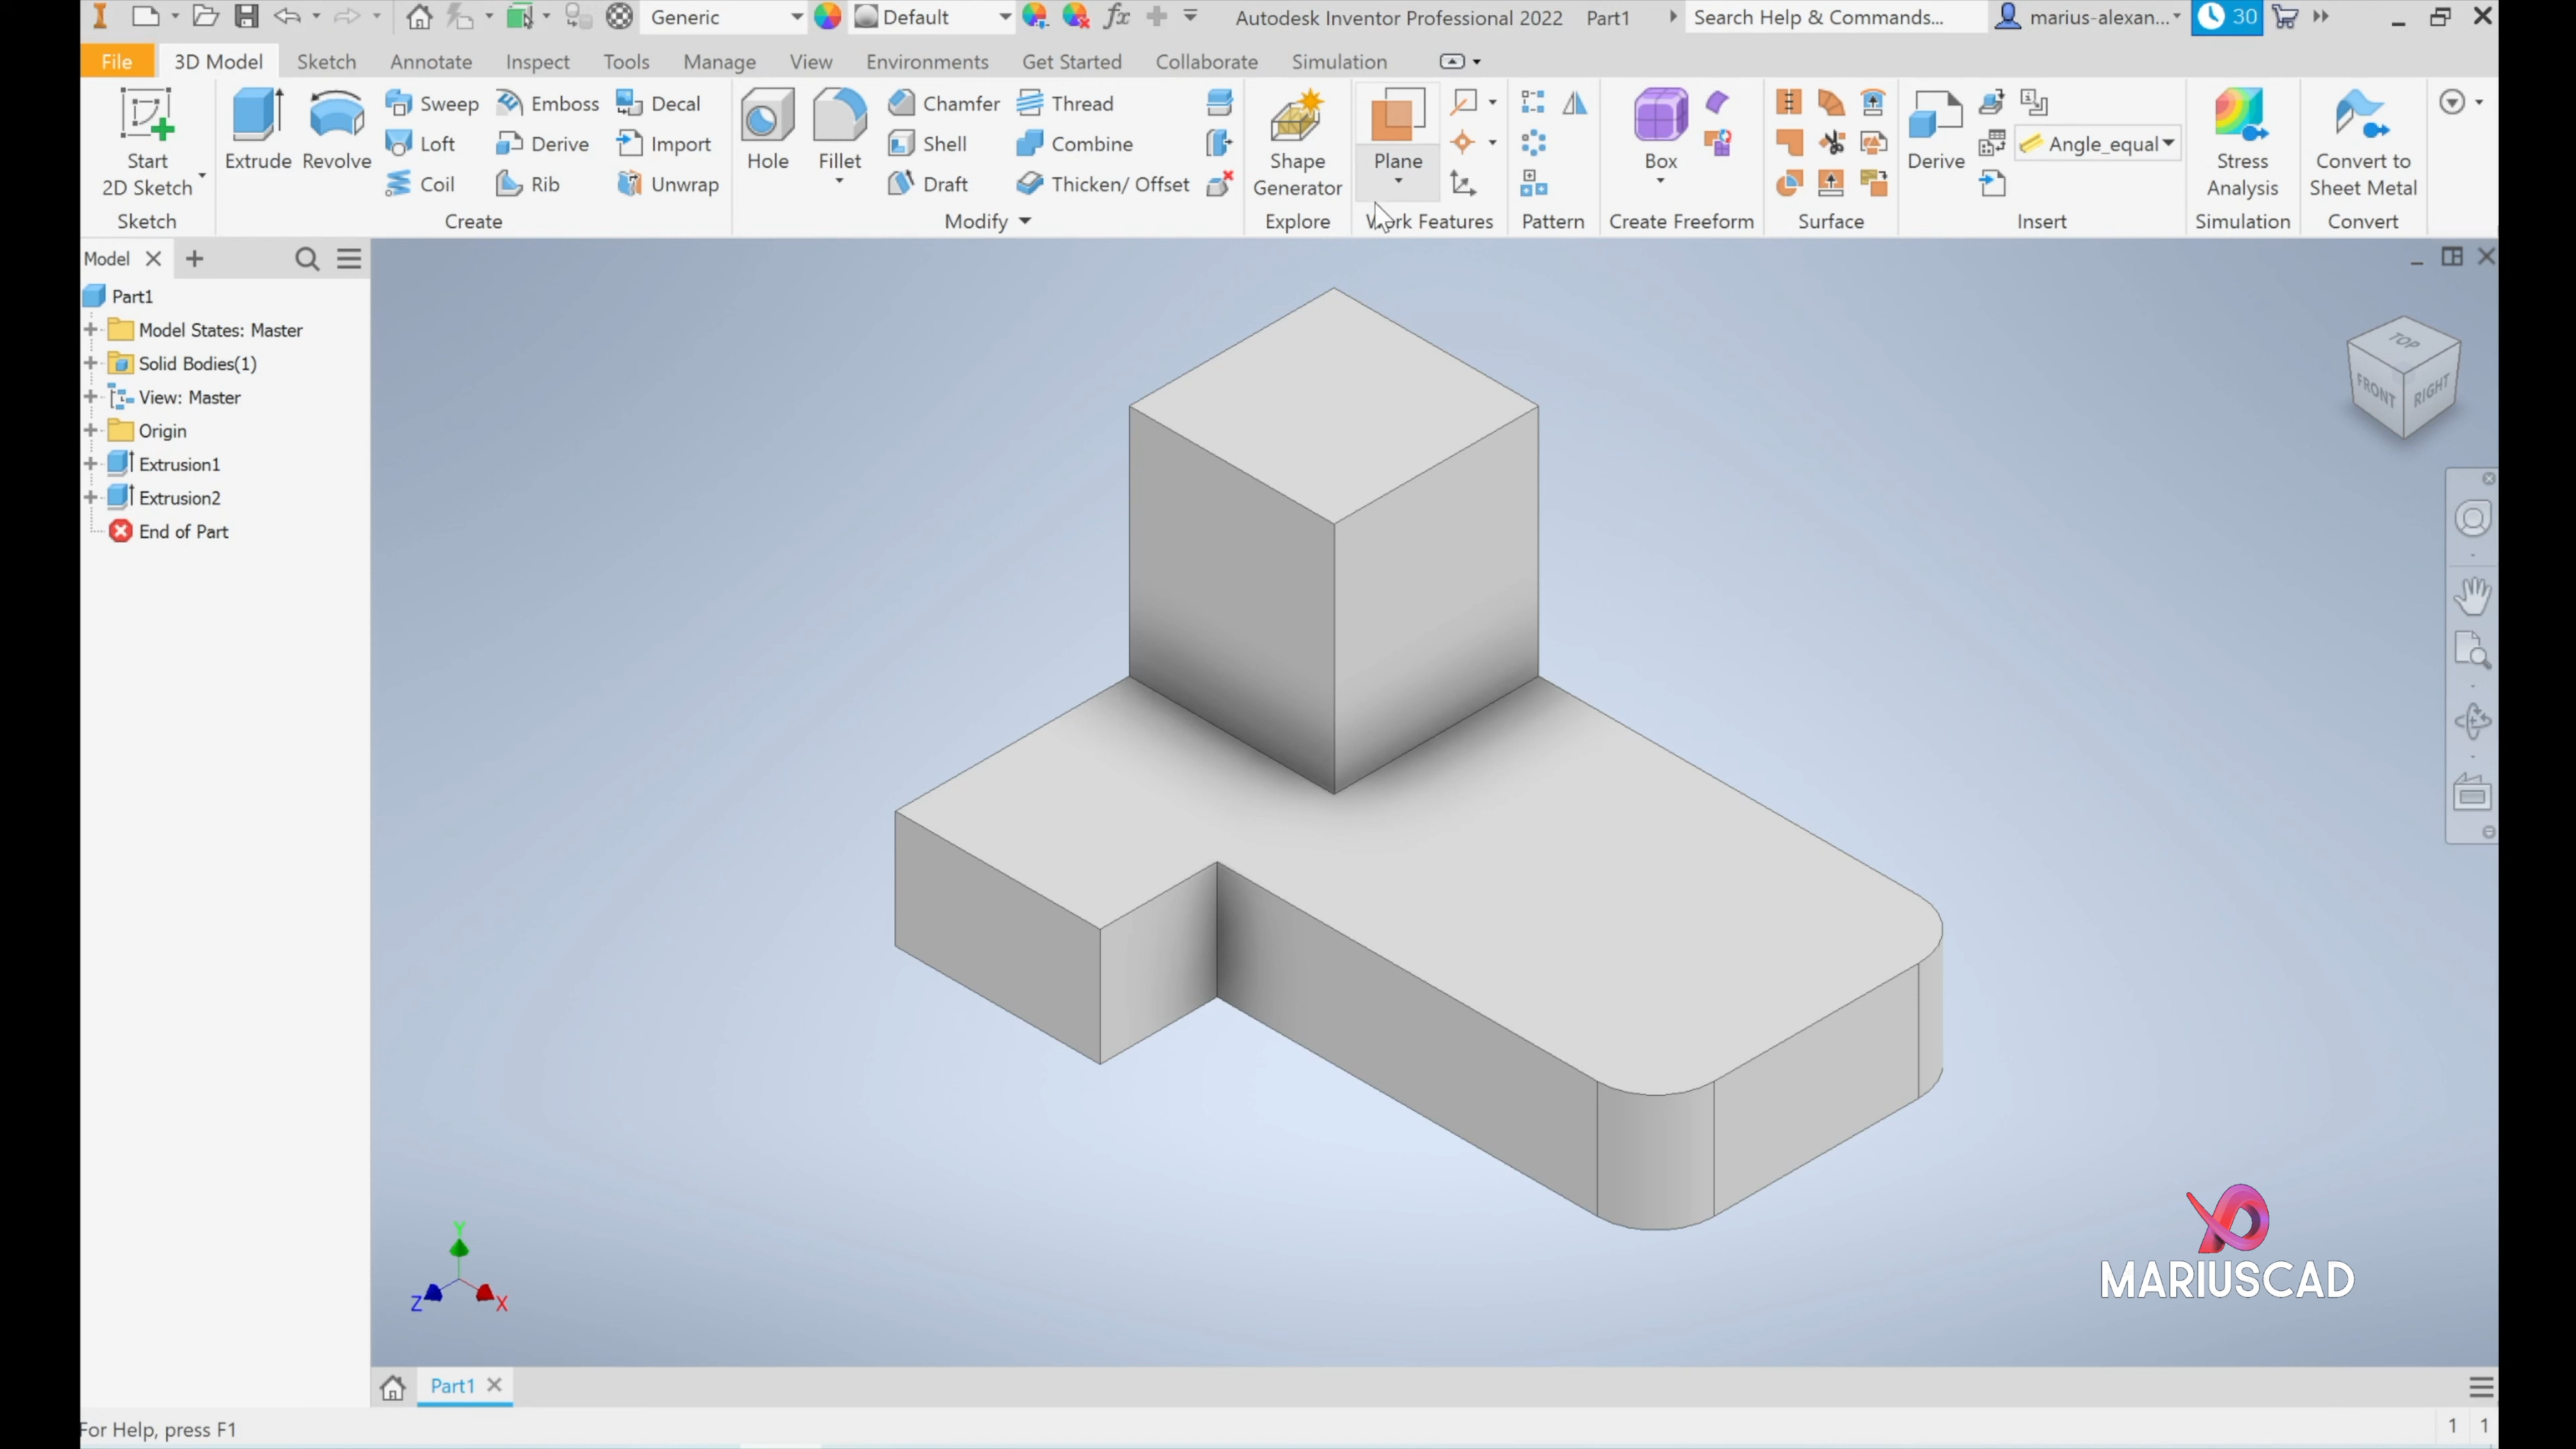 Generic
Default
fx
Autodesk Inventor Professional 2022 Part1
Search Help & Commands...
marius-alexan...
30
File
3D Model
Sketch
Annotate
Inspect
Tools
Manage
View
Environments
Get Started
Collaborate
Simulation
Start
2D Sketch
Sketch
Extrude
Revolve
Sweep
Loft
Coil
Emboss
Derive
Rib
Decal
Import
Unwrap
Create
Hole
Fillet
Chamfer
Shell
Draft
Thread
Combine
Thicken/ Offset
Modify
Shape
Generator
Explore
Plane
Work Features
Pattern
Box
Create Freeform
Surface
Derive
Angle_equal
Insert
Stress
Analysis
Simulation
Convert to
Sheet Metal
Convert
Model
Part1
Model States: Master
Solid Bodies(1)
View: Master
Origin
Extrusion1
Extrusion2
End of Part
TOP
FRONT
RIGHT
Y
Z
X
MARIUSCAD
Part1
For Help, press F1
1 1